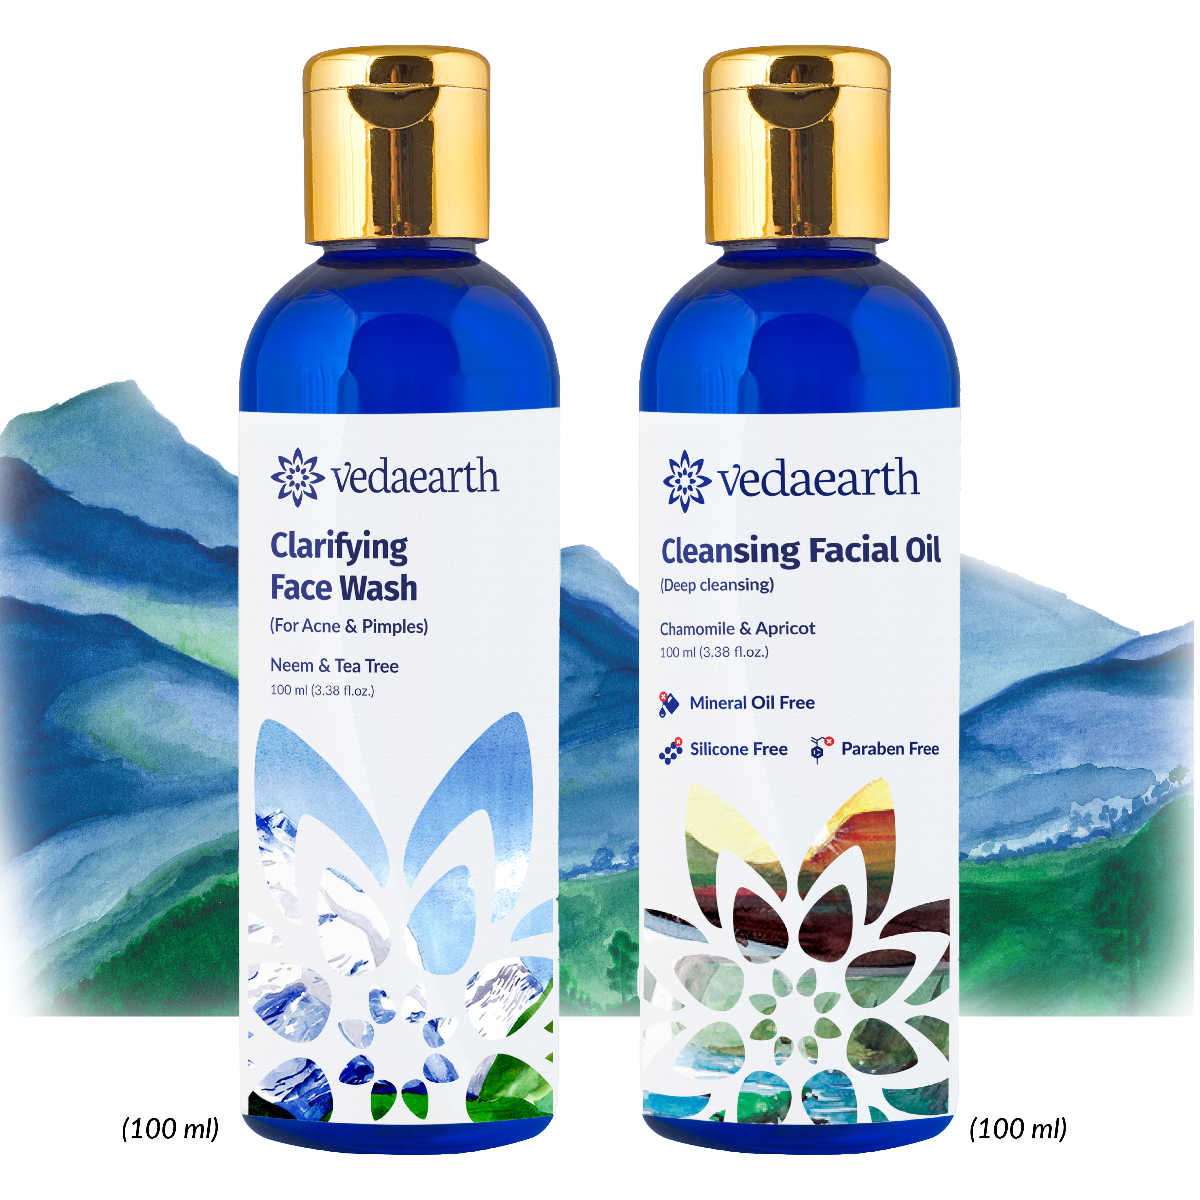 vedaearth
Clarifying
Face Wash
(For Acne & Pimples)
Neem & Tea Tree
100 ml (3.38 fl.oz.)
(100 ml)
vedaearth
Cleansing Facial Oil
(Deep cleansing)
Chamomile & Apricot
100 ml (3.38 fl.oz.)
Mineral Oil Free
Silicone Free
Paraben Free
(100 ml)